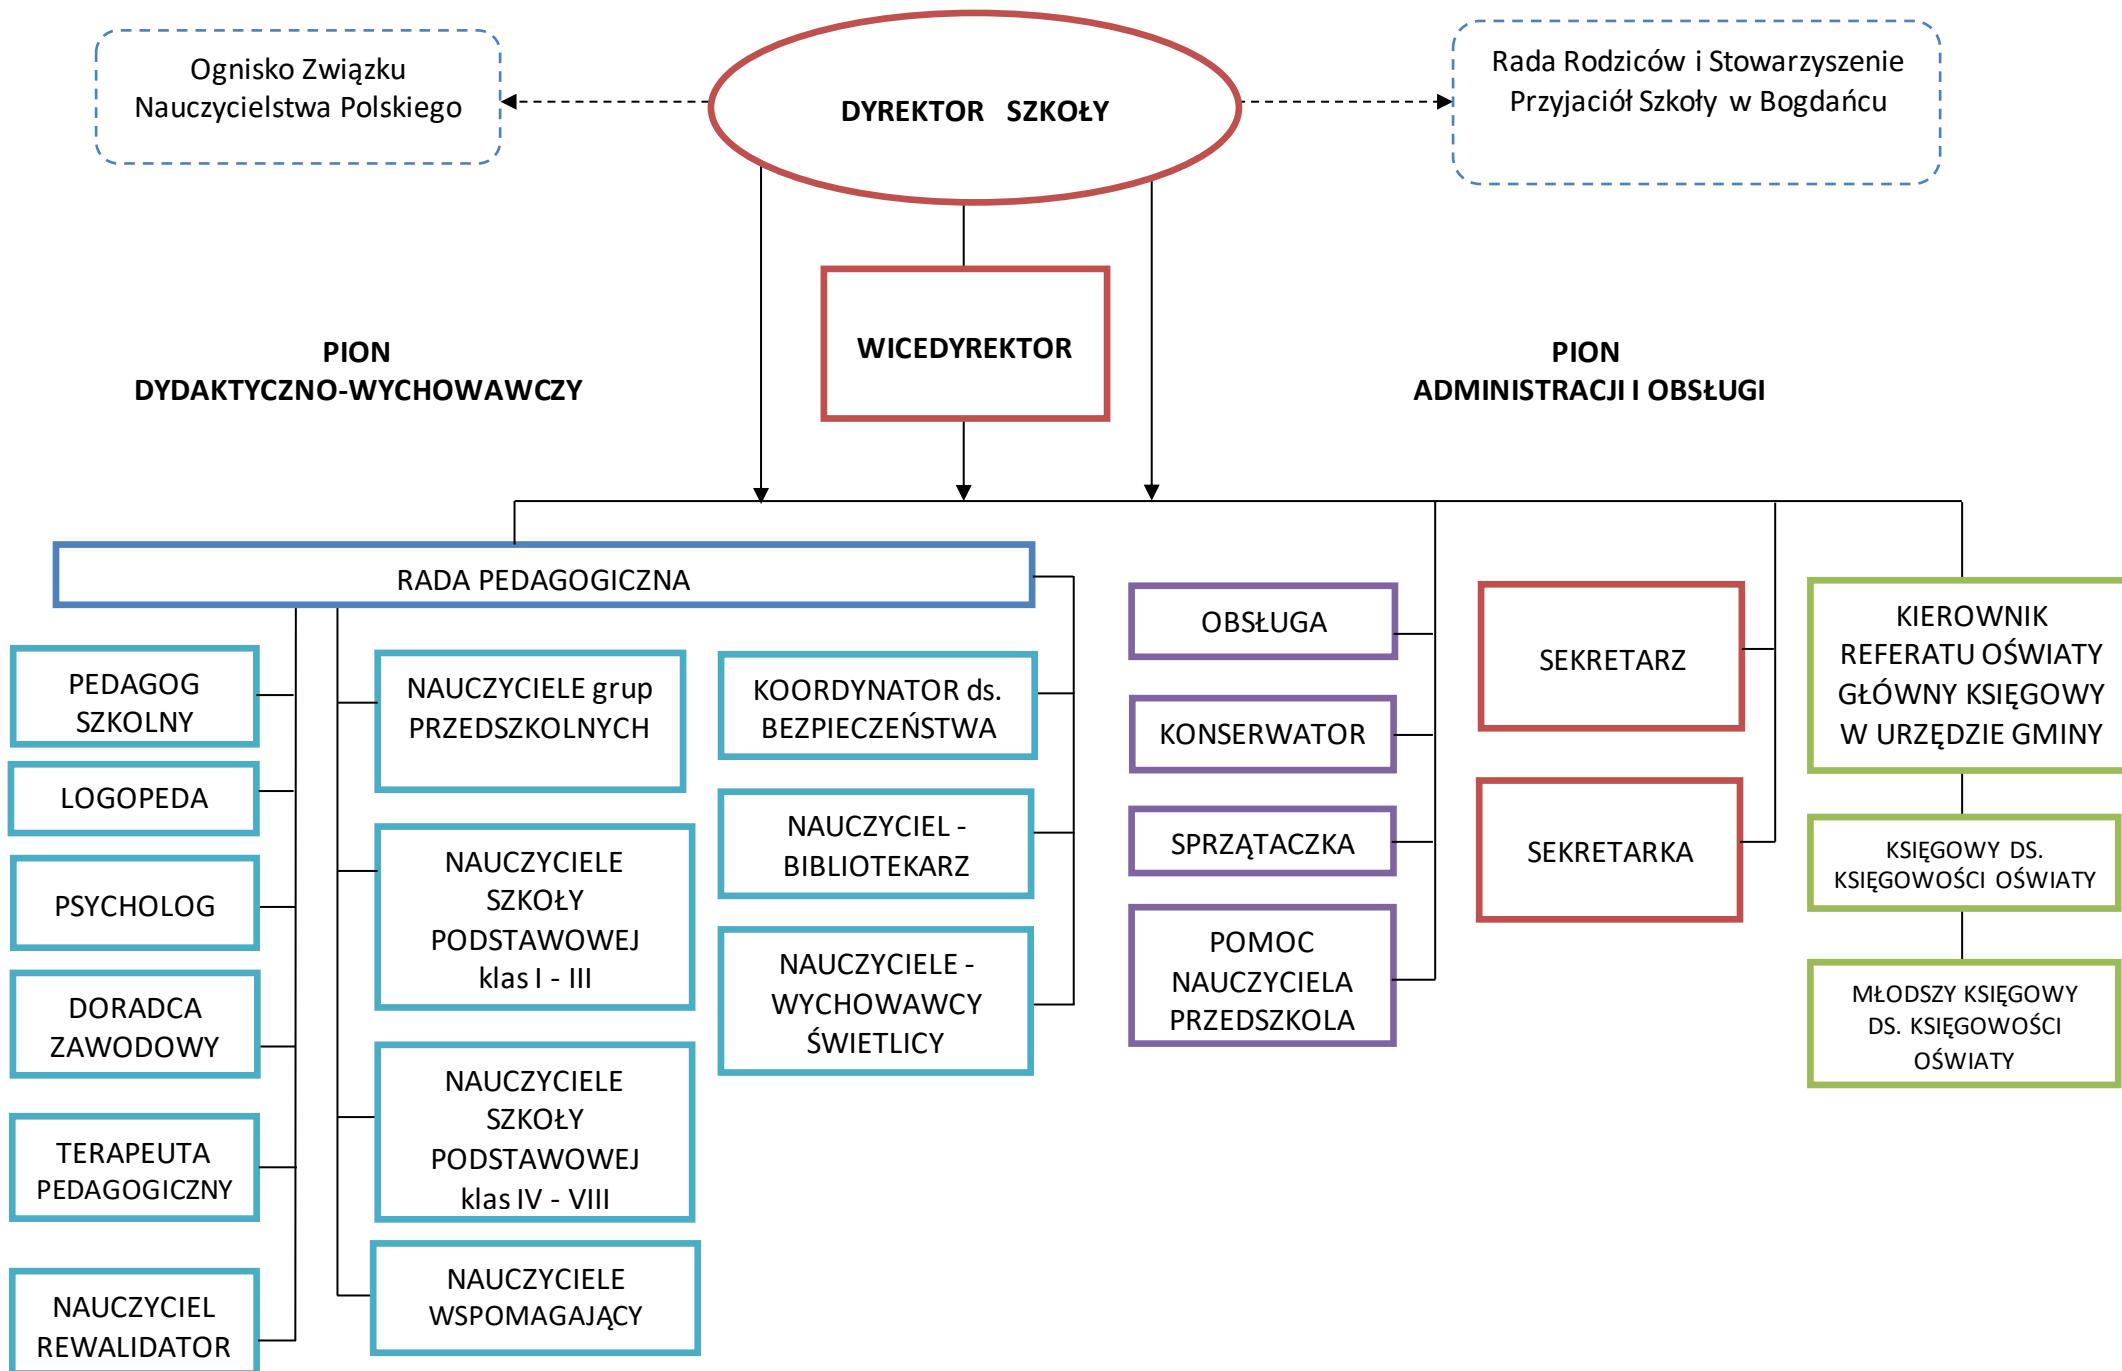 Ognisko Związku
Nauczycielstwa Polskiego
DYREKTOR SZKOŁY
Rada Rodziców i Stowarzyszenie
Przyjaciół Szkoły w Bogdańcu
WICEDYREKTOR
PION
DYDAKTYCZNO-WYCHOWAWCZY
PION
ADMINISTRACJI I OBSŁUGI
RADA PEDAGOGICZNA
PEDAGOG
SZKOLNY
LOGOPEDA
PSYCHOLOG
DORADCA
ZAWODOWY
TERAPEUTA
PEDAGOGICZNY
NAUCZYCIEL
REWALIDATOR
NAUCZYCIELE grup
PRZEDSZKOLNYCH
NAUCZYCIELE
SZKOŁY
PODSTAWOWEJ
klas I - III
NAUCZYCIELE
SZKOŁY
PODSTAWOWEJ
klas IV - VIII
NAUCZYCIELE
WSPOMAGAJĄCY
KOORDYNATOR ds.
BEZPIECZEŃSTWA
NAUCZYCIEL -
BIBLIOTEKARZ
NAUCZYCIELE -
WYCHOWAWCY
ŚWIETLICY
OBSŁUGA
KONSERWATOR
SPRZĄTACZKA
POMOC
NAUCZYCIELA
PRZEDSZKOLA
SEKRETARZ
SEKRETARKA
KIEROWNIK
REFERATU OŚWIATY
GŁÓWNY KSIĘGOWY
W URZĘDZIE GMINY
KSIĘGOWY DS.
KSIĘGOWOŚCI OŚWIATY
MŁODSZY KSIĘGOWY
DS. KSIĘGOWOŚCI
OŚWIATY